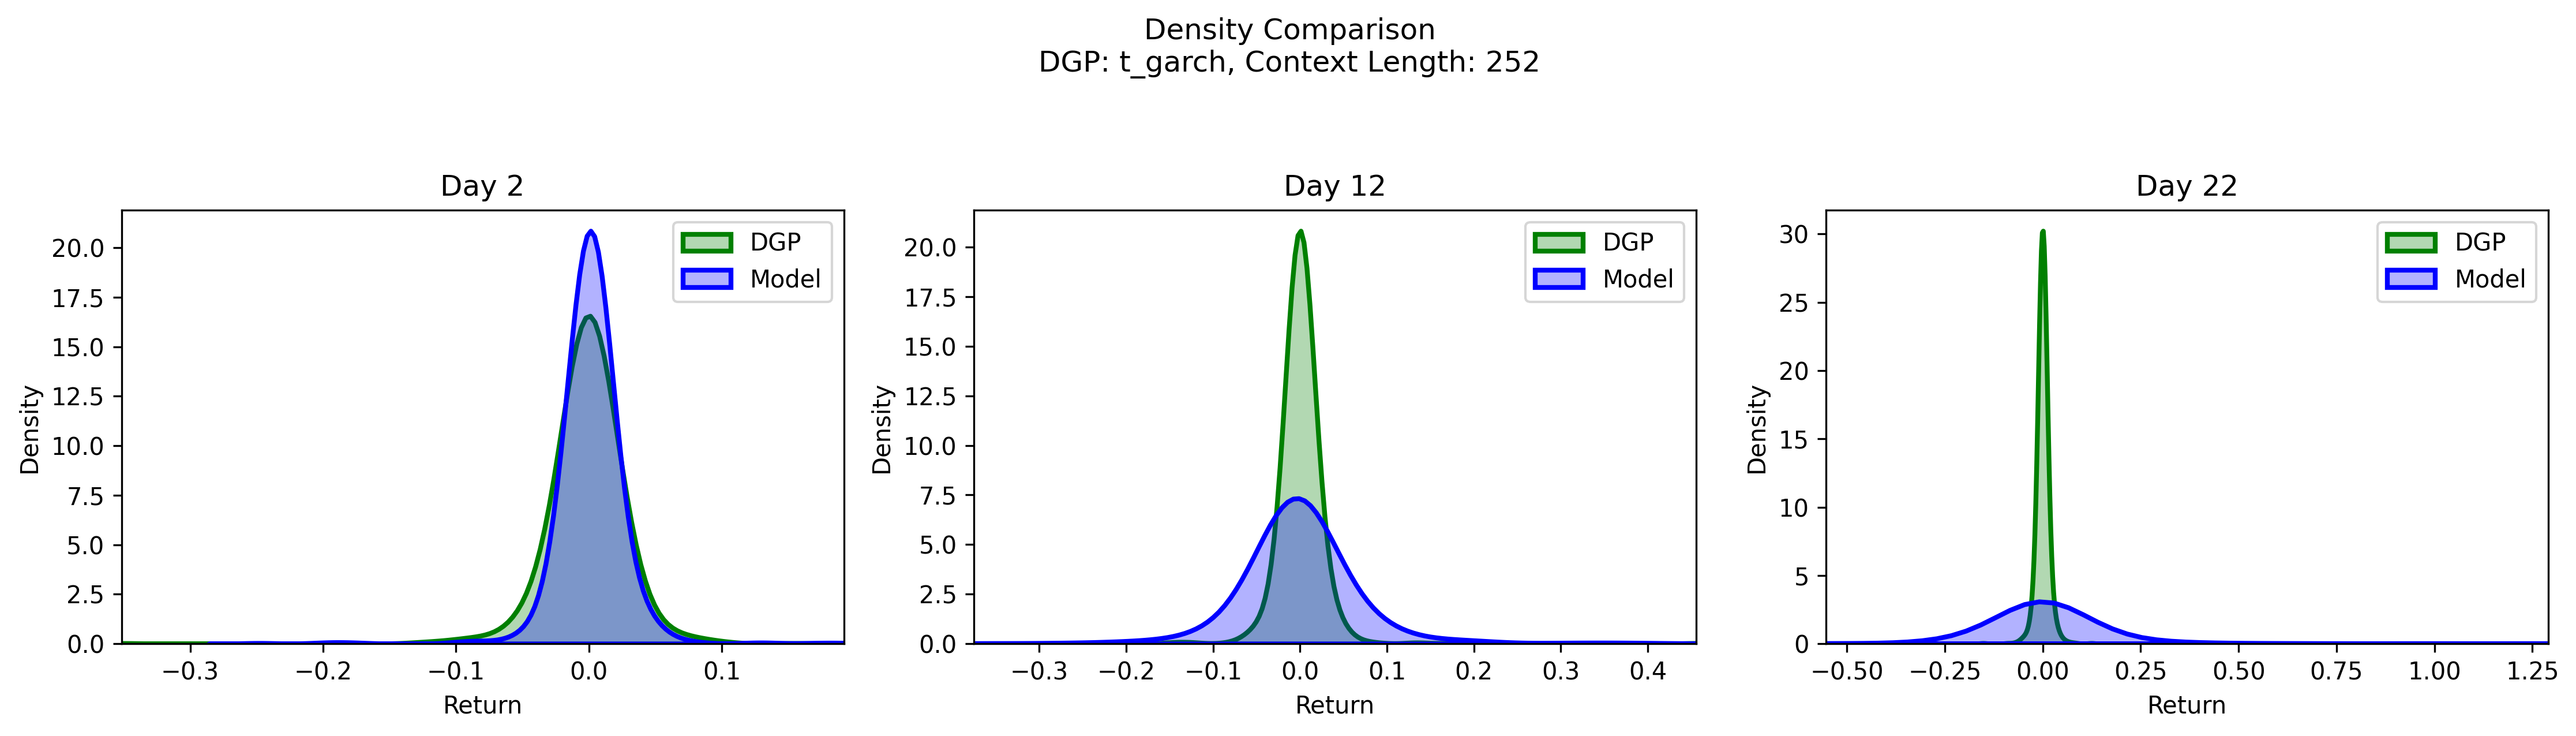 Density Comparison
DGP: t_garch, Context Length: 252
Day 2
20.0
17.5
15.0
12.5
10.0
7.5
5.0
2.5
0.0
Density
DGP
Model
−0.3
−0.2
−0.1
0.0
0.1
Return
Day 12
20.0
17.5
15.0
12.5
10.0
7.5
5.0
2.5
0.0
Density
DGP
Model
−0.3
−0.2
−0.1
0.0
0.1
0.2
0.3
0.4
Return
Day 22
30
25
20
15
10
5
0
Density
DGP
Model
−0.50
−0.25
0.00
0.25
0.50
0.75
1.00
1.25
Return